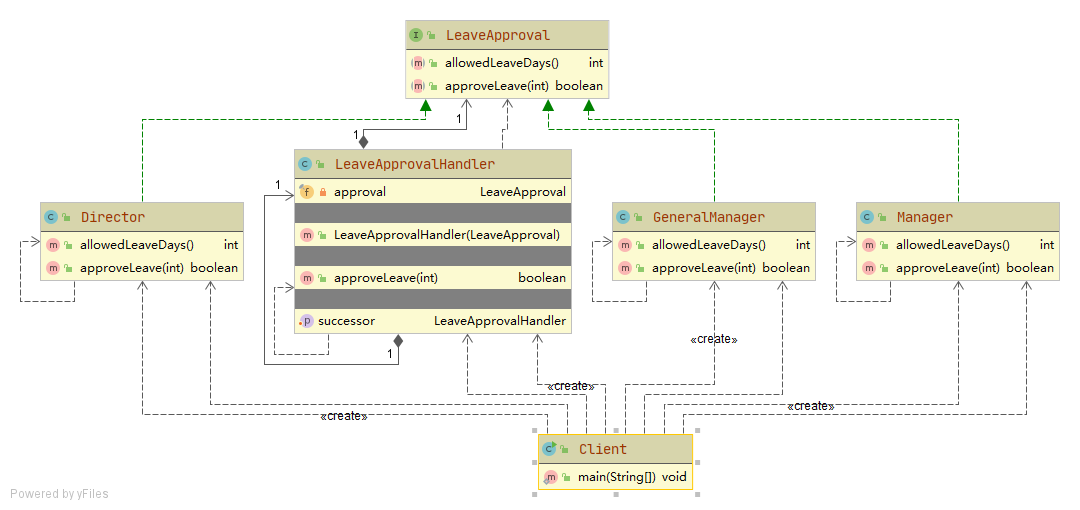 LeaveApproval
allowedLeaveDays() int
approveLeave(int) boolean
1
1
LeaveApprovalHandler
approval LeaveApproval
LeaveApprovalHandler(LeaveApproval)
approveLeave(int) boolean
successor LeaveApprovalHandler
1
1
Director
allowedLeaveDays() int
approveLeave(int) boolean
GeneralManager
allowedLeaveDays() int
approveLeave(int) boolean
Manager
allowedLeaveDays() int
approveLeave(int) boolean
«create»
«create»
«create»
«create»
Client
main(String[]) void
Powered by yFiles